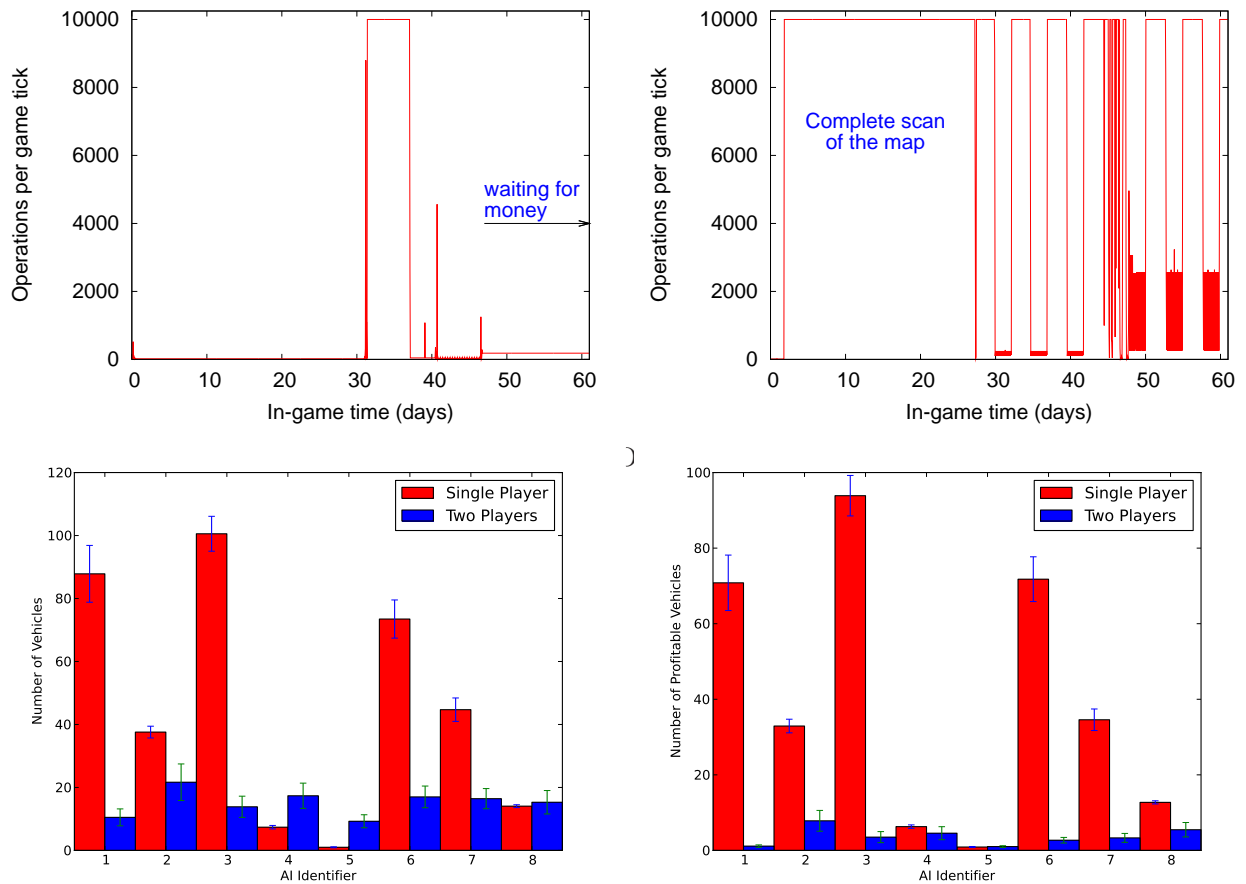 10000
8000
6000
4000
2000
0
Operations per game tick
waiting for
money
0 10 20 30 40 50 60
In-game time (days)
10000
8000
6000
4000
2000
0
Operations per game tick
Complete scan
of the map
0 10 20 30 40 50 60
In-game time (days)
)
120
100
80
60
40
20
0
Number of Vehicles
Single Player
Two Players
1 2 3 4 5 6 7 8
AI Identifier
100
80
60
40
20
0
Number of Profitable Vehicles
Single Player
Two Players
1 2 3 4 5 6 7 8
AI Identifier